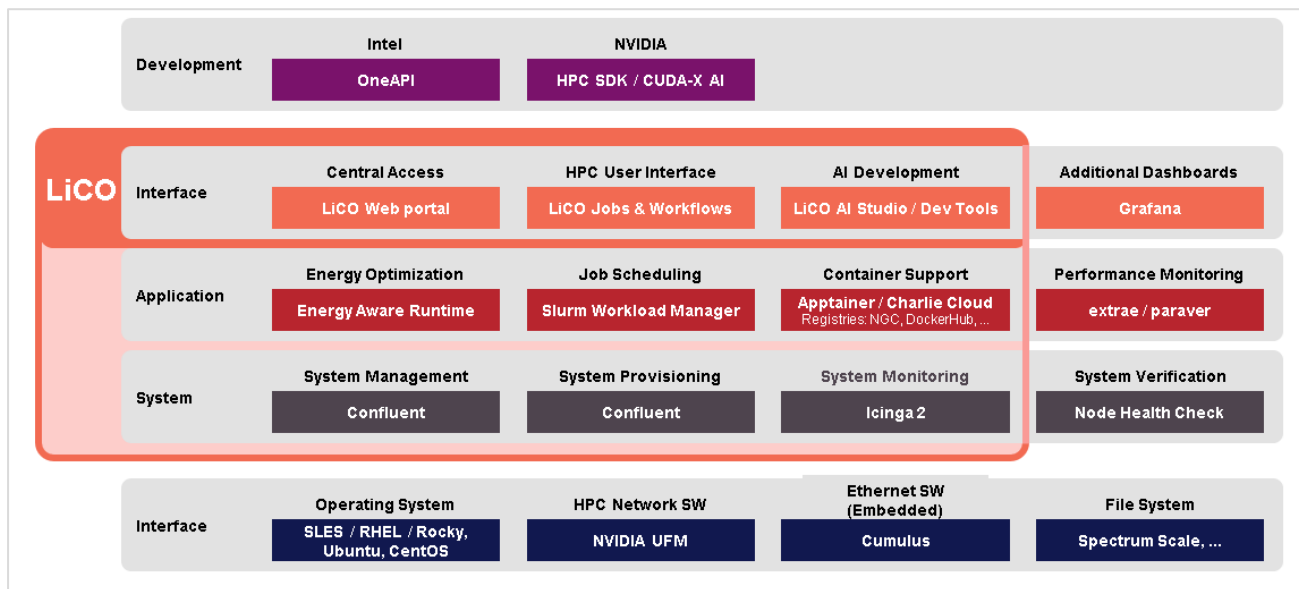 Intel
NVIDIA
Development
OneAPI
HPC SDK / CUDA-X AI
LiCO
Central Access
HPC User Interface
AI Development
Additional Dashboards
Interface
LiCO Web portal
LiCO Jobs & Workflows
LiCO AI Studio / Dev Tools
Grafana
Energy Optimization
Job Scheduling
Container Support
Performance Monitoring
Application
Energy Aware Runtime
Slurm Workload Manager
Apptainer / Charlie Cloud
Registries: NGC, DockerHub, ...
extrae / paraver
System Management
System Provisioning
System Monitoring
System Verification
System
Confluent
Confluent
Icinga 2
Node Health Check
Operating System
HPC Network SW
Ethernet SW
(Embedded)
File System
Interface
SLES / RHEL / Rocky,
Ubuntu, CentOS
NVIDIA UFM
Cumulus
Spectrum Scale, ...